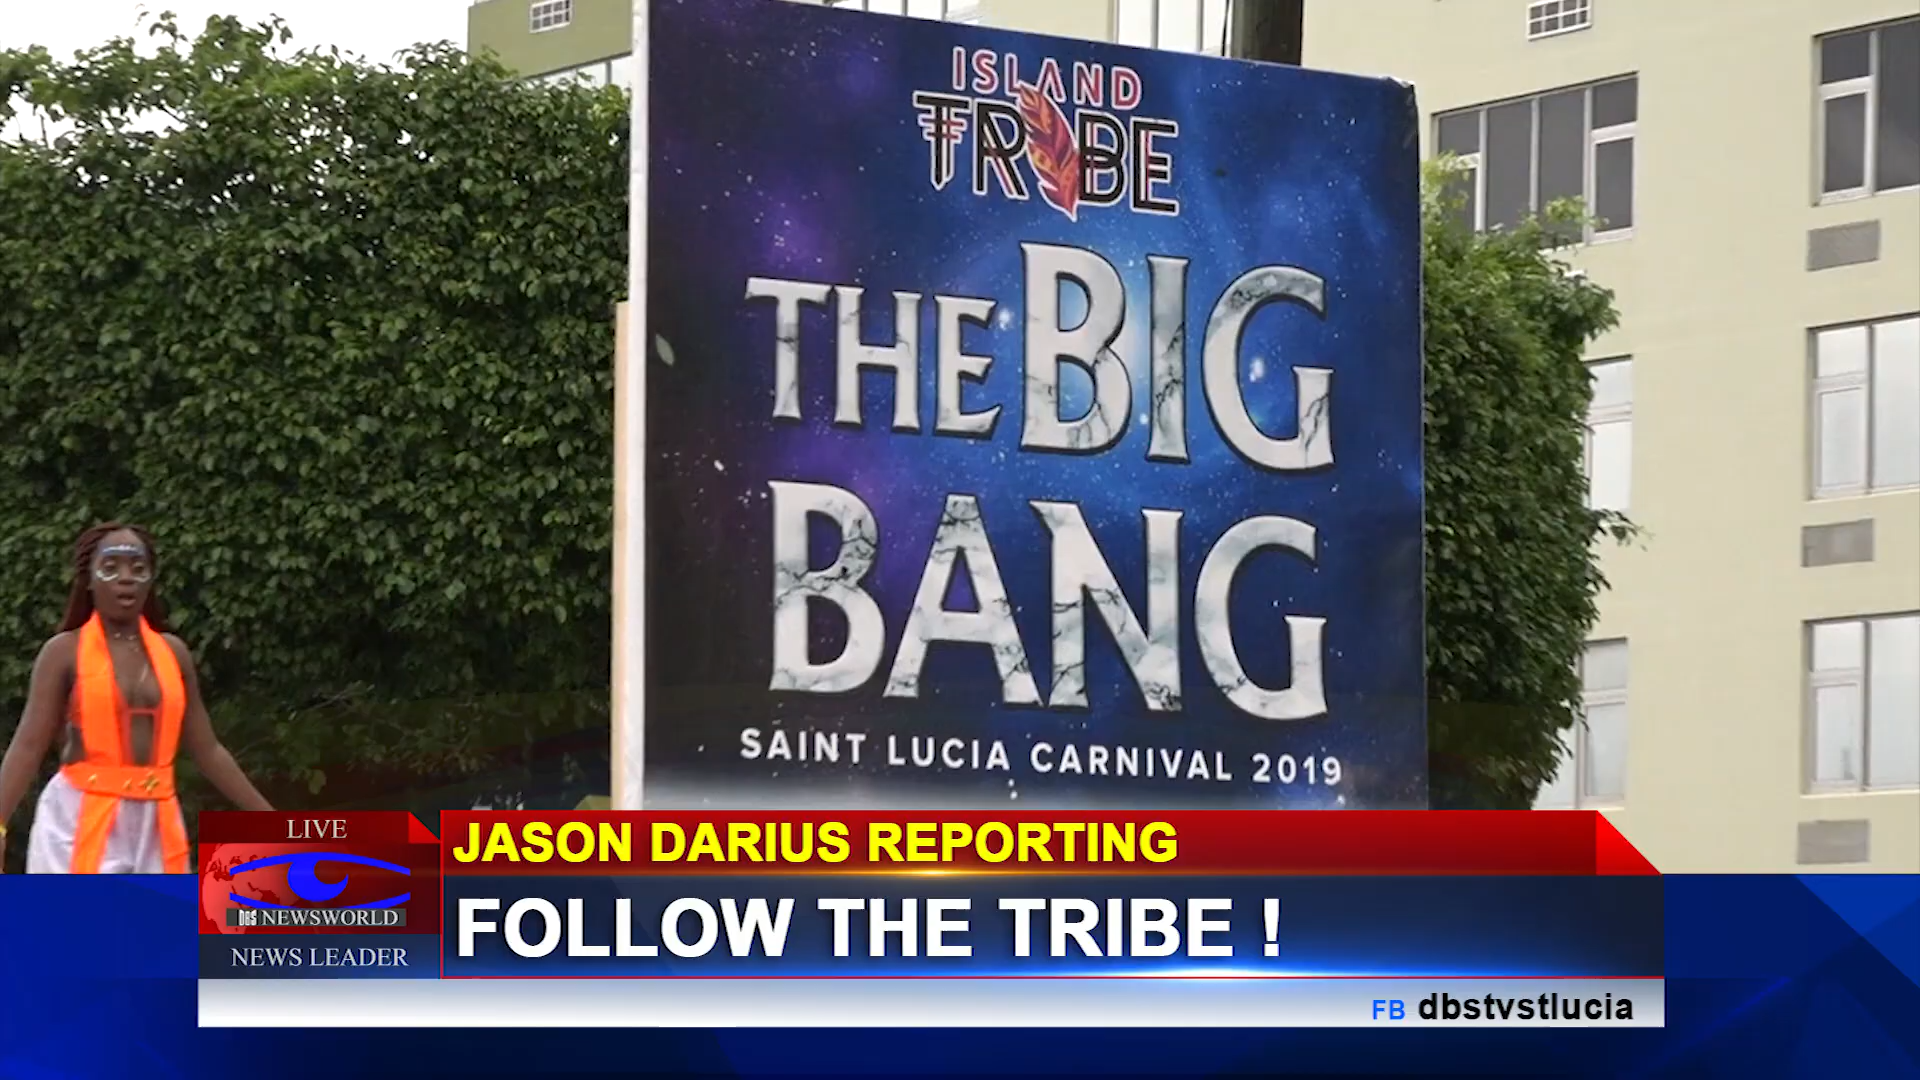 ISLAND
TRIBE
THE BIG
BANG
SAINT LUCIA CARNIVAL 2019
LIVE
JASON DARIUS REPORTING
DBS NEWSWORLD
FOLLOW THE TRIBE !
NEWS LEADER
FB dbstvstlucia